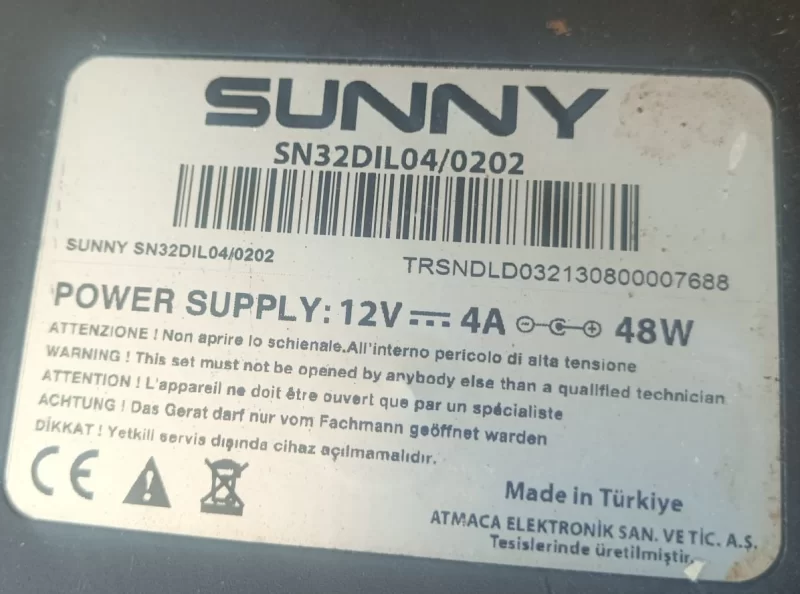 SUNNY
SN32DIL04/0202
SUNNY SN32DIL04/0202
TRSNDLD032130800007688
POWER SUPPLY: 12V 4A 48W
ATTENZIONE ! Non aprire lo schienale.All'interno pericolo di alta tensione
WARNING ! This set must not be opened by anybody else than a qualified technician
ATTENTION ! L'appareil ne doit être ouvert que par un spécialiste
ACHTUNG ! Das Gerat darf nur vom Fachmann geöffnet warden
DİKKAT ! Yetkili servis dışında cihaz açılmamalıdır.
CE
Made in Türkiye
ATMACA ELEKTRONİK SAN. VE TİC. A.Ş.
Tesislerinde üretilmiştir.